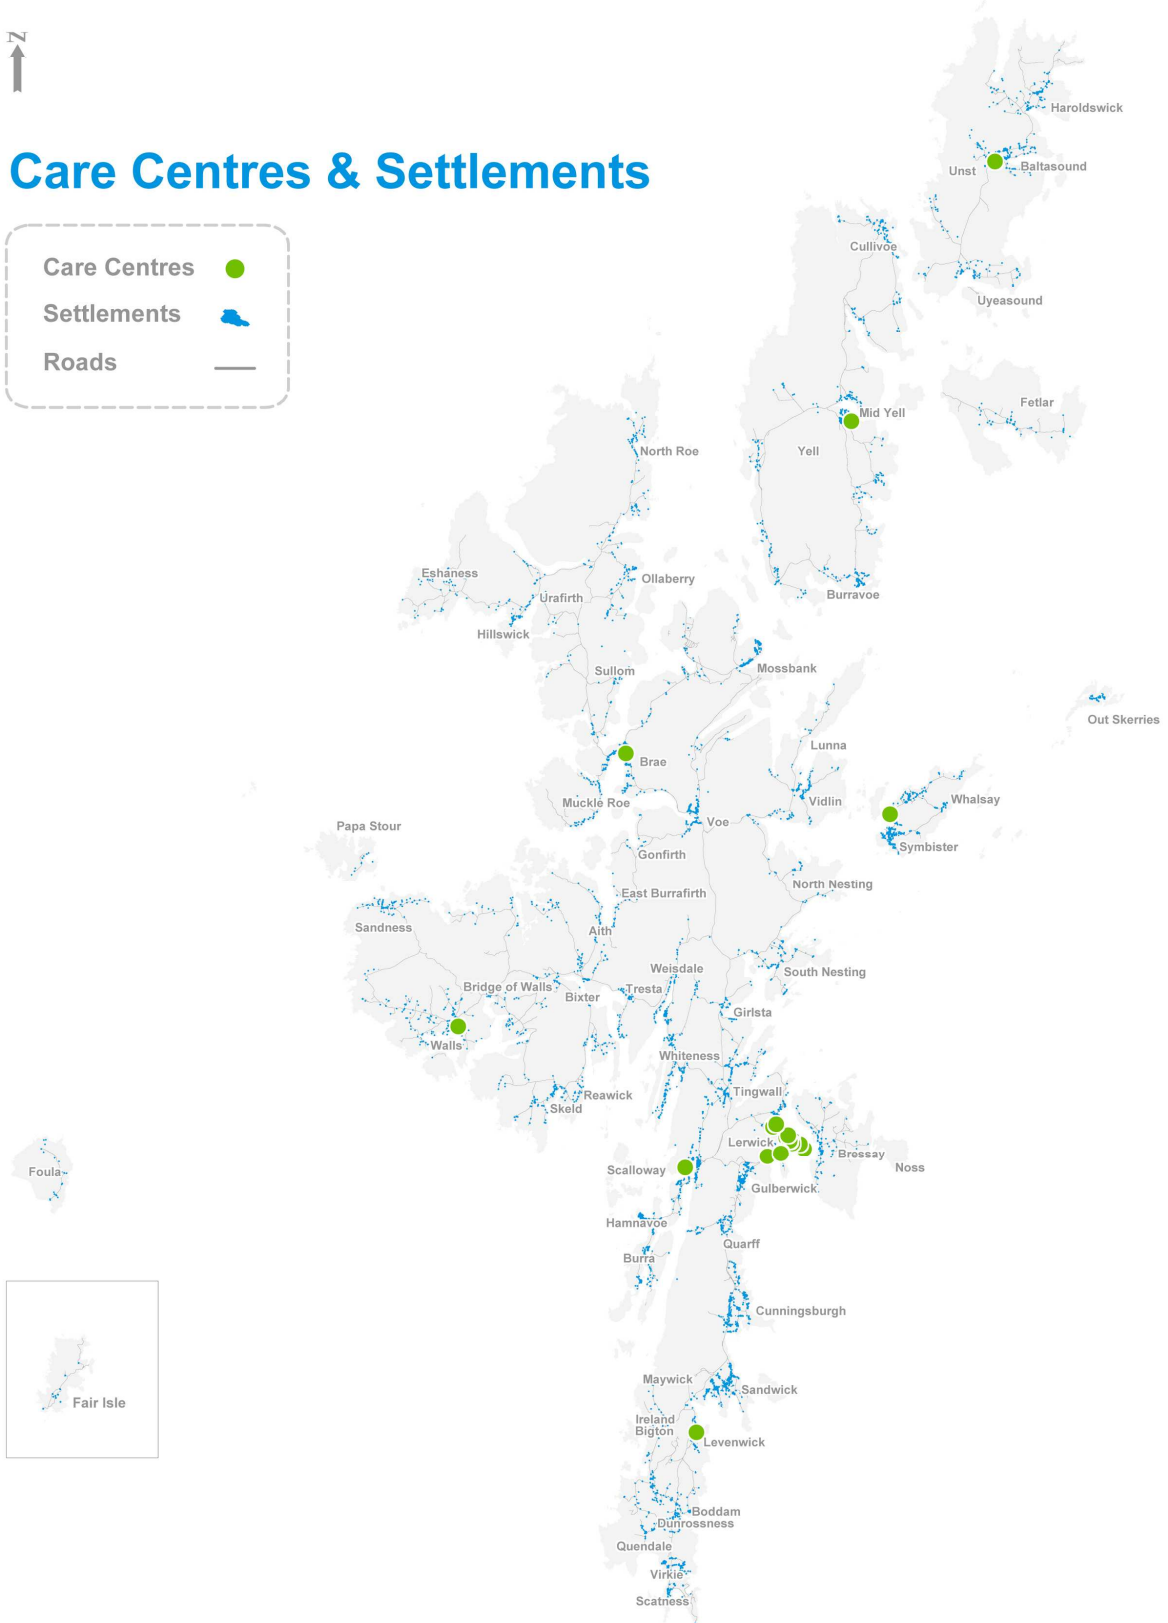 N
Care Centres & Settlements
Care Centres
Settlements
Roads
Haroldswick
Unst
Baltasound
Cullivoe
Uyeasound
Fetlar
Mid Yell
Yell
North Roe
Eshaness
Ollaberry
Urafirth
Burravoe
Hillswick
Sullom
Mossbank
Out Skerries
Lunna
Brae
Muckle Roe
Vidlin
Whalsay
Voe
Papa Stour
Symbister
Gonfirth
North Nesting
East Burrafirth
Sandness
Aith
Weisdale
South Nesting
Bridge of Walls
Tresta
Bixter
Girlsta
Walls
Whiteness
Tingwall
Reawick
Skeld
Lerwick
Bressay
Noss
Foula
Scalloway
Gulberwick
Hamnavoe
Quarff
Burra
Cunningsburgh
Maywick
Sandwick
Fair Isle
Ireland
Bigton
Levenwick
Boddam
Dunrossness
Quendale
Virkie
Scatness